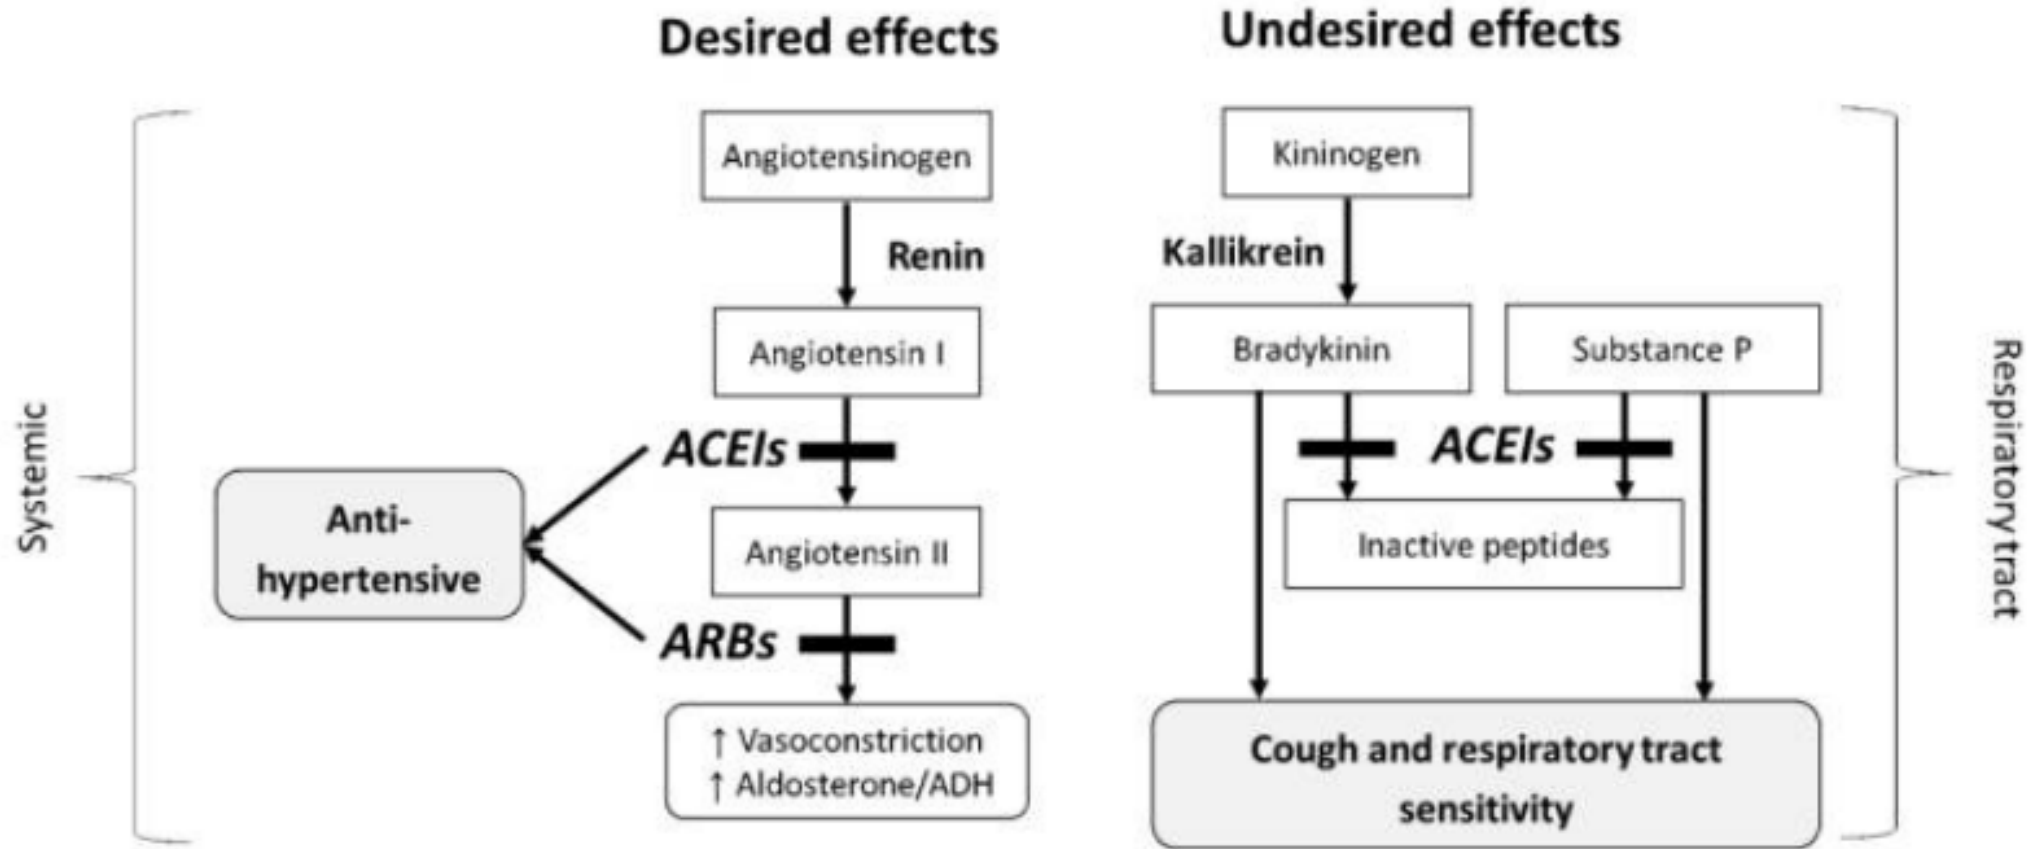 Desired effects
Undesired effects
Systemic
Angiotensinogen
Renin
Angiotensin I
ACEIs
Anti-
hypertensive
Angiotensin II
ARBs
↑ Vasoconstriction
↑ Aldosterone/ADH
Kininogen
Kallikrein
Bradykinin
Substance P
ACEIs
Inactive peptides
Cough and respiratory tract
sensitivity
Respiratory tract